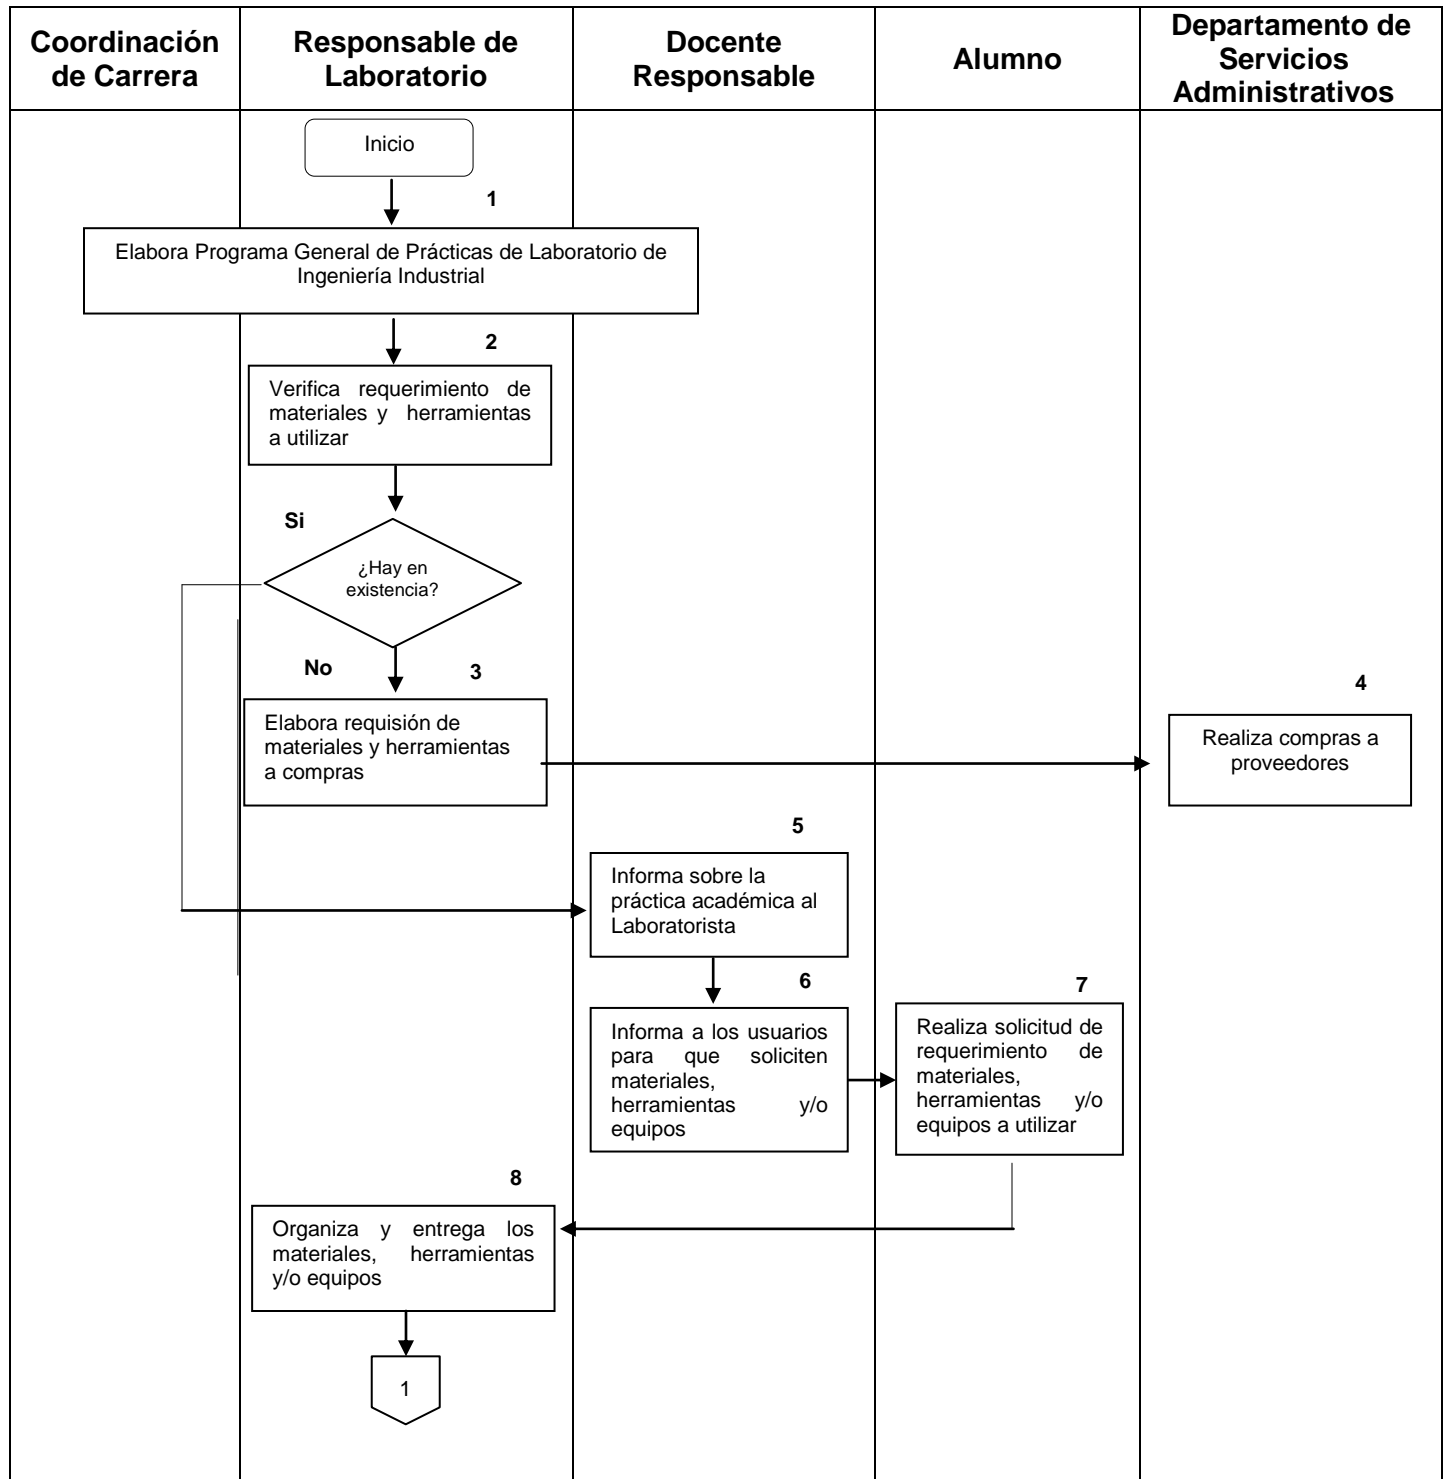 Coordinación
de Carrera
Responsable de
Laboratorio
Docente
Responsable
Alumno
Departamento de
Servicios
Administrativos
Inicio
1
Elabora Programa General de Prácticas de Laboratorio de
Ingeniería Industrial
2
Verifica requerimiento de
materiales y herramientas
a utilizar
Si
¿Hay en
existencia?
No
3
Elabora requisión de
materiales y herramientas
a compras
4
Realiza compras a
proveedores
5
Informa sobre la
práctica académica al
Laboratorista
6
Informa a los usuarios
para que soliciten
materiales,
herramientas y/o
equipos
7
Realiza solicitud de
requerimiento de
materiales,
herramientas y/o
equipos a utilizar
8
Organiza y entrega los
materiales, herramientas
y/o equipos
1